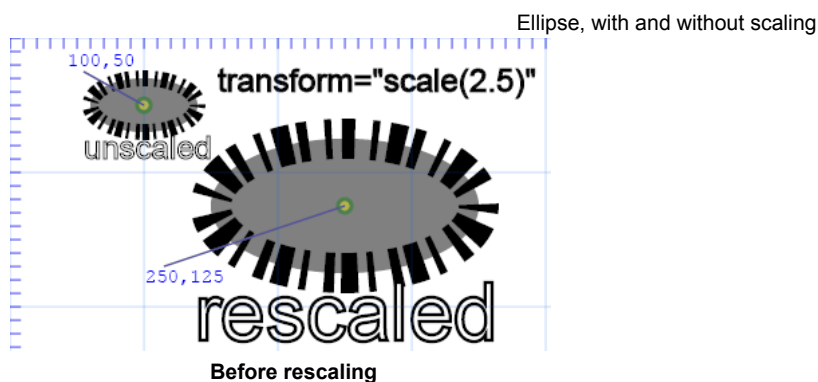 Ellipse, with and without scaling
100,50
transform="scale(2.5)"
unscaled
250,125
rescaled
Before rescaling